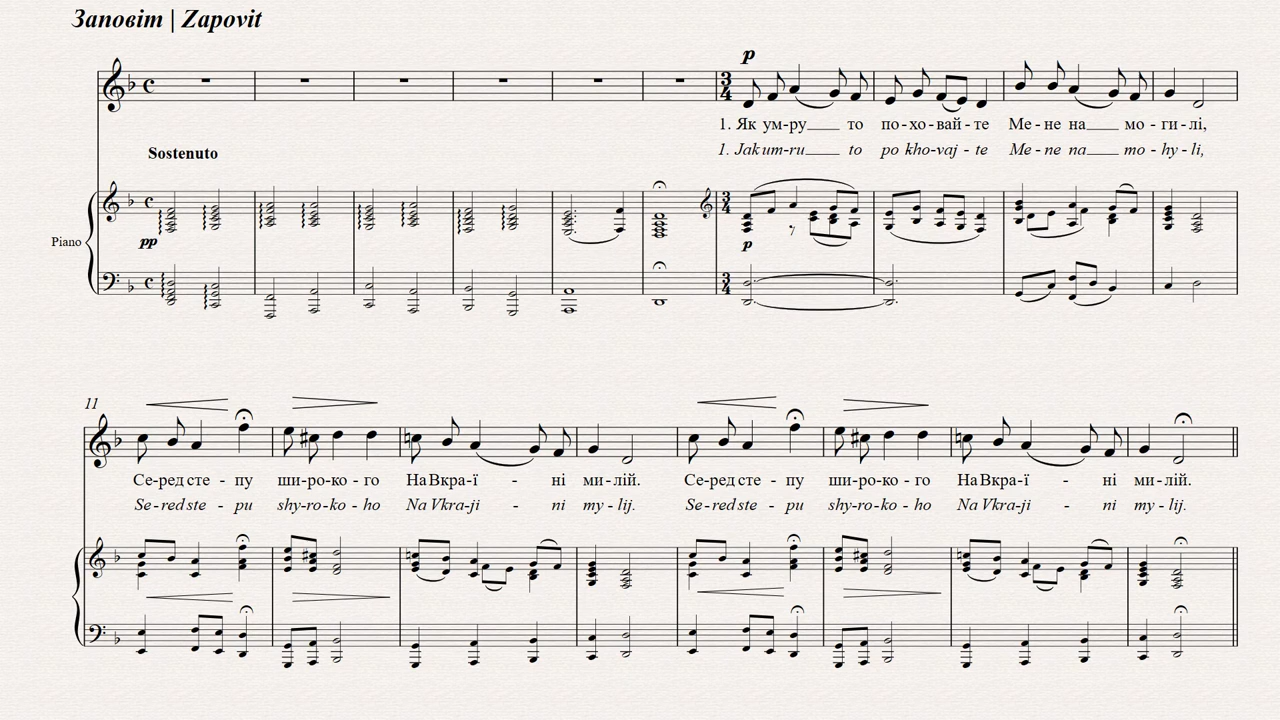 Заповіт | Zapovit
p
1. Як ум-ру___ то по-хо-вай-те Ме-не на___ мо-ги-лі,
Sostenuto
1. Jak um-ru___ to po kho-vaj-te Me-ne na___ mo-hy-li,
Piano
pp
p
11
Се-ред сте-пу ши-ро-ко-го На Вкра-ї - ні ми-лій. Се-ред сте-пу ши-ро-ко-го На Вкра-ї - ні ми-лій.
Se-red ste-pu shy-ro-ko-ho Na Vkra-ji - ni my-lij. Se-red ste-pu shy-ro-ko-ho Na Vkra-ji - ni my-lij.